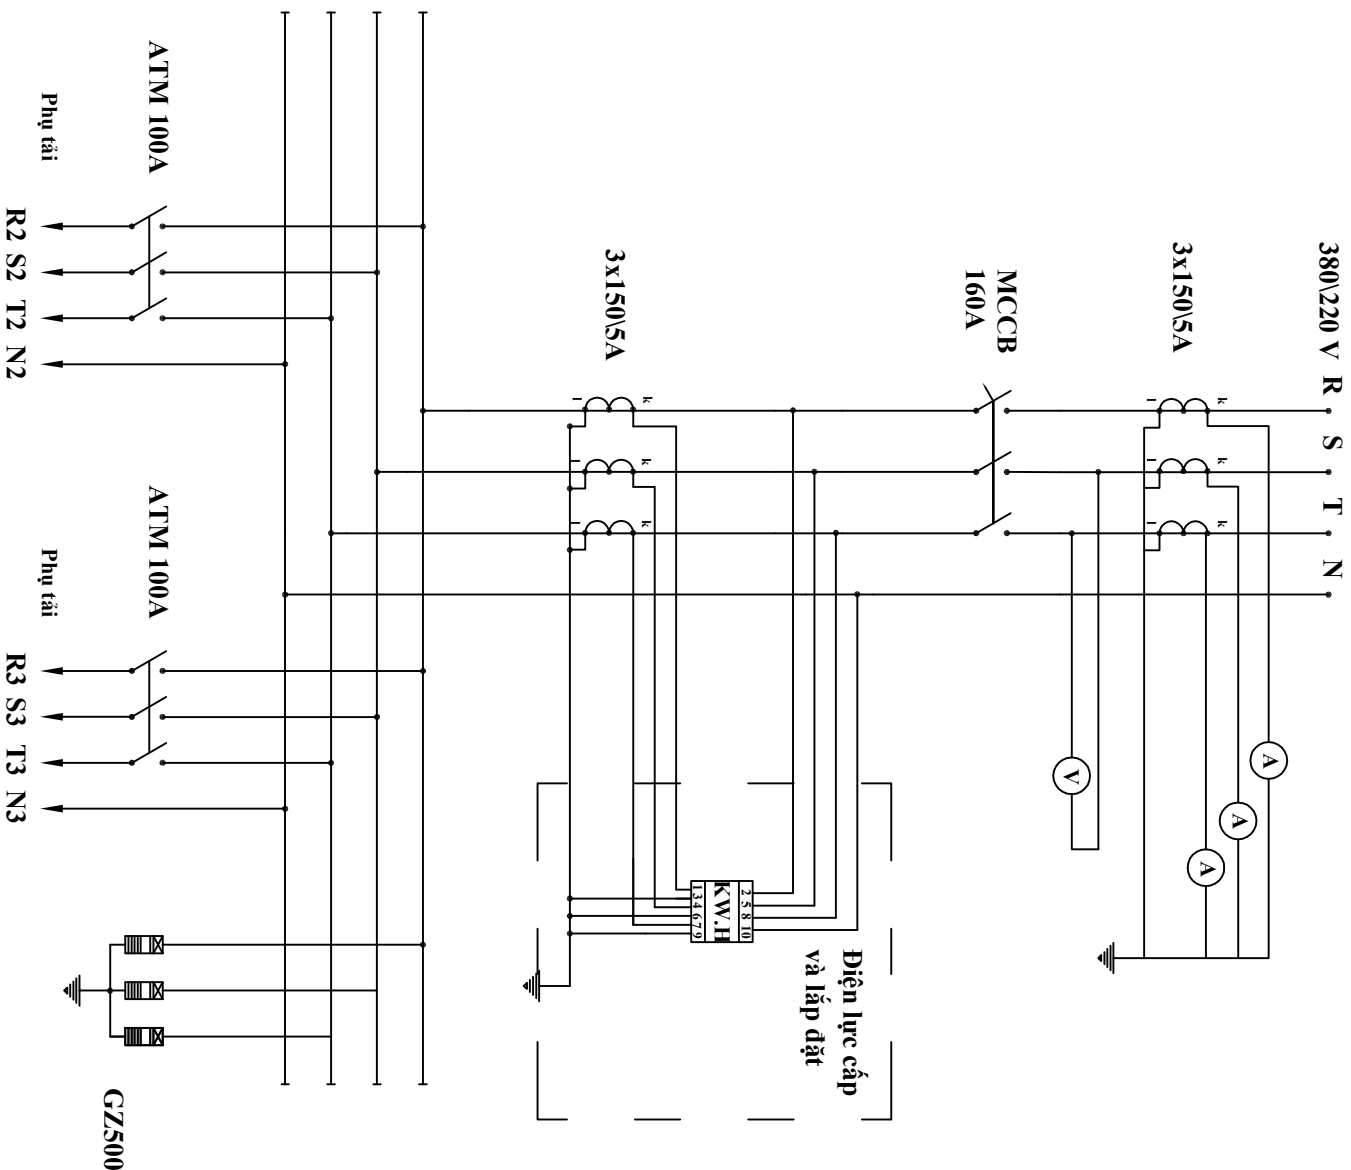 380\220 V R S T N
3x150\5A
k
l
k
l
k
l
A
A
A
V
MCCB
160A
3x150\5A
k
l
k
l
k
l
2 5 8 10
KW.H
1 3 4 6 7 9
Điện lực cấp
và lắp đặt
ATM 100A
Phụ tải
R2 S2 T2 N2
ATM 100A
Phụ tải
R3 S3 T3 N3
GZ500